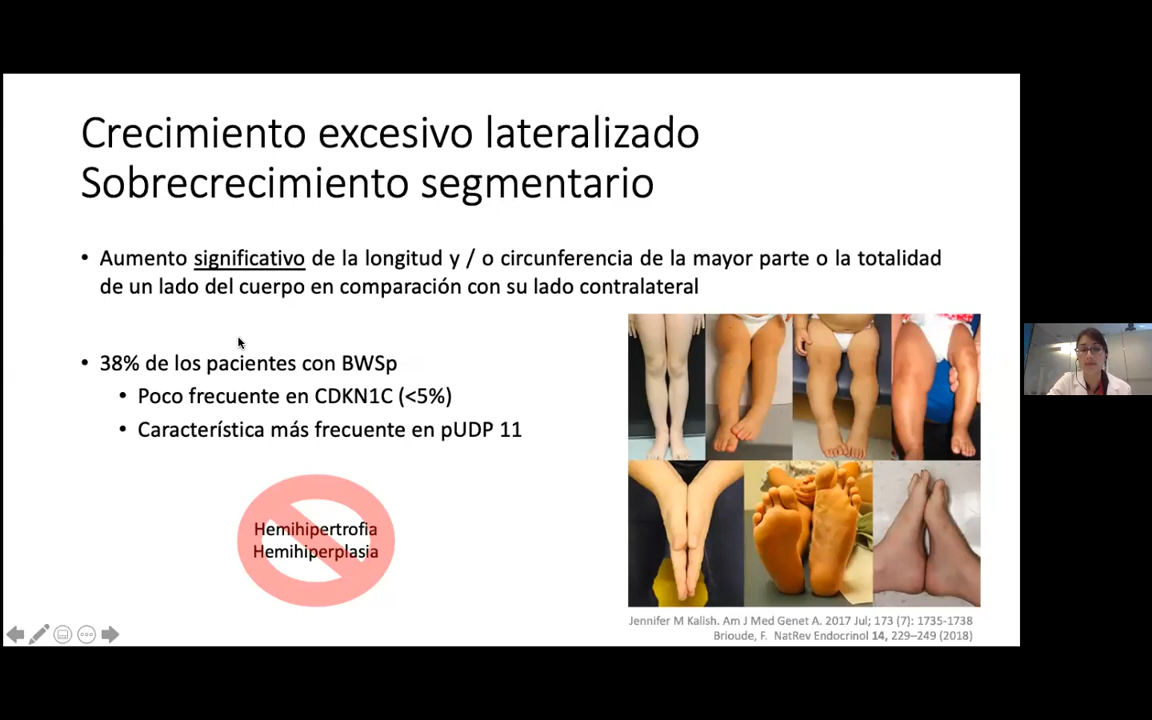 Crecimiento excesivo lateralizado
Sobrecrecimiento segmentario
• Aumento significativo de la longitud y / o circunferencia de la mayor parte o la totalidad
de un lado del cuerpo en comparación con su lado contralateral
• 38% de los pacientes con BWSp
• Poco frecuente en CDKN1C (<5%)
• Característica más frecuente en pUDP 11
Hemihipertrofia
Hemihiperplasia
Jennifer M Kalish. Am J Med Genet A. 2017 Jul; 173 (7): 1735-1738
Brioude, F. NatRev Endocrinol 14, 229–249 (2018)